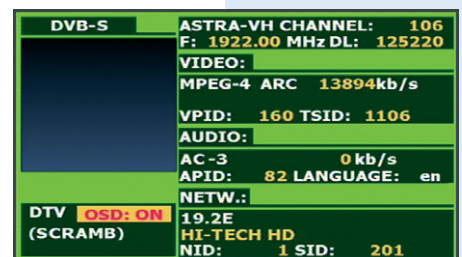 DVB-S
ASTRA-VH CHANNEL: 106
F: 1922.00 MHz DL: 125220
VIDEO:
MPEG-4 ARC 13894kb/s
VPID: 160 TSID: 1106
AUDIO:
AC-3 0 kb/s
APID: 82 LANGUAGE: en
NETW.:
19.2E
HI-TECH HD
NID: 1 SID: 201
DTV OSD: ON
(SCRAMB)